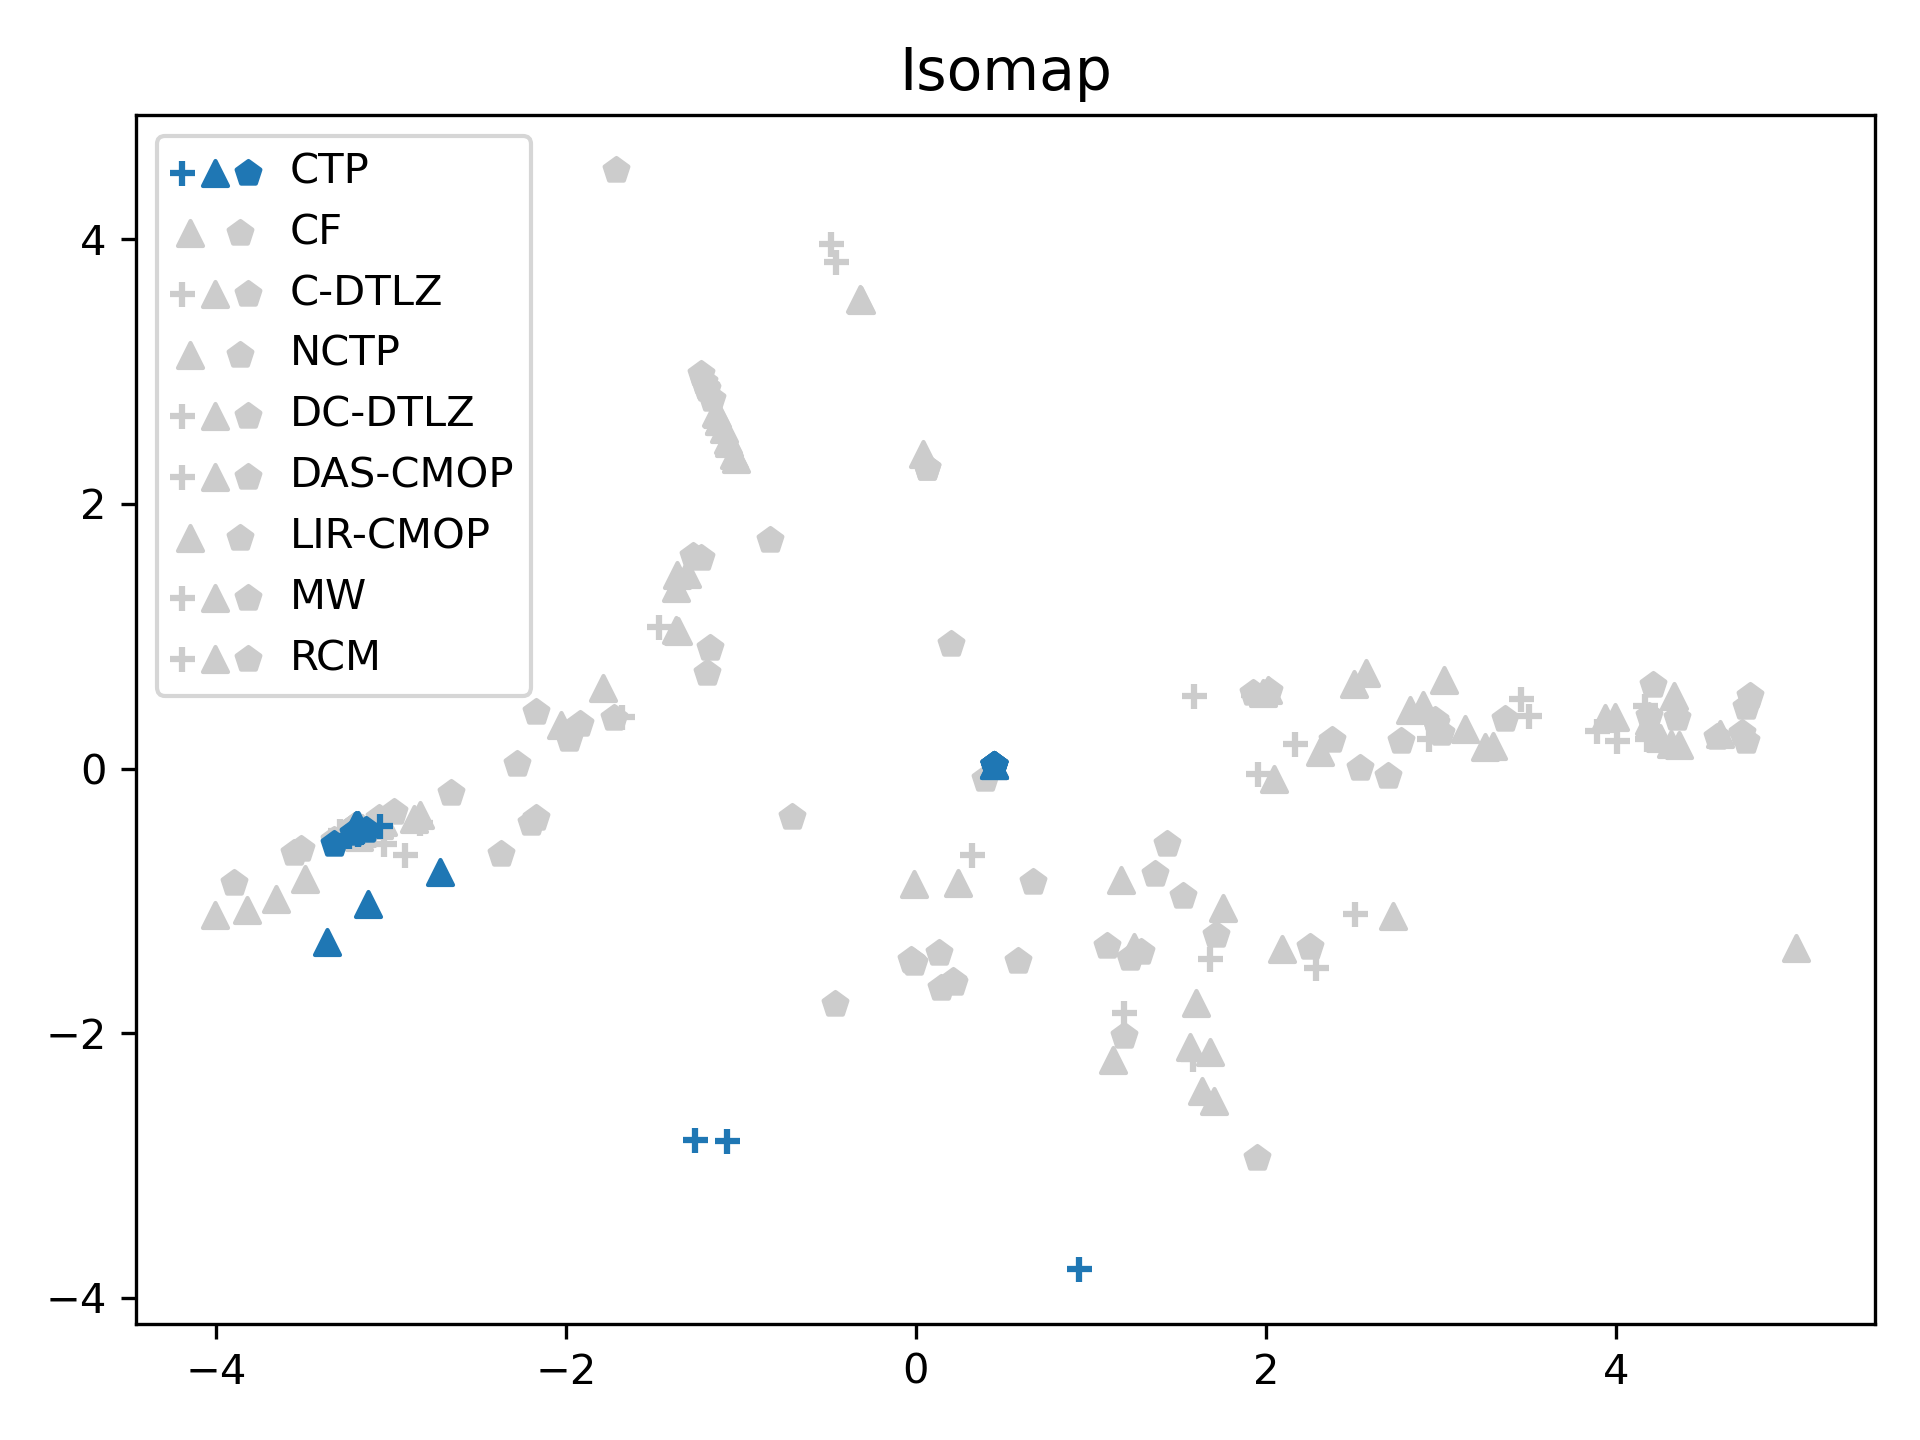 Isomap
CTP
CF
C-DTLZ
NCTP
DC-DTLZ
DAS-CMOP
LIR-CMOP
MW
RCM
4
2
0
−2
−4
−4 −2 0 2 4